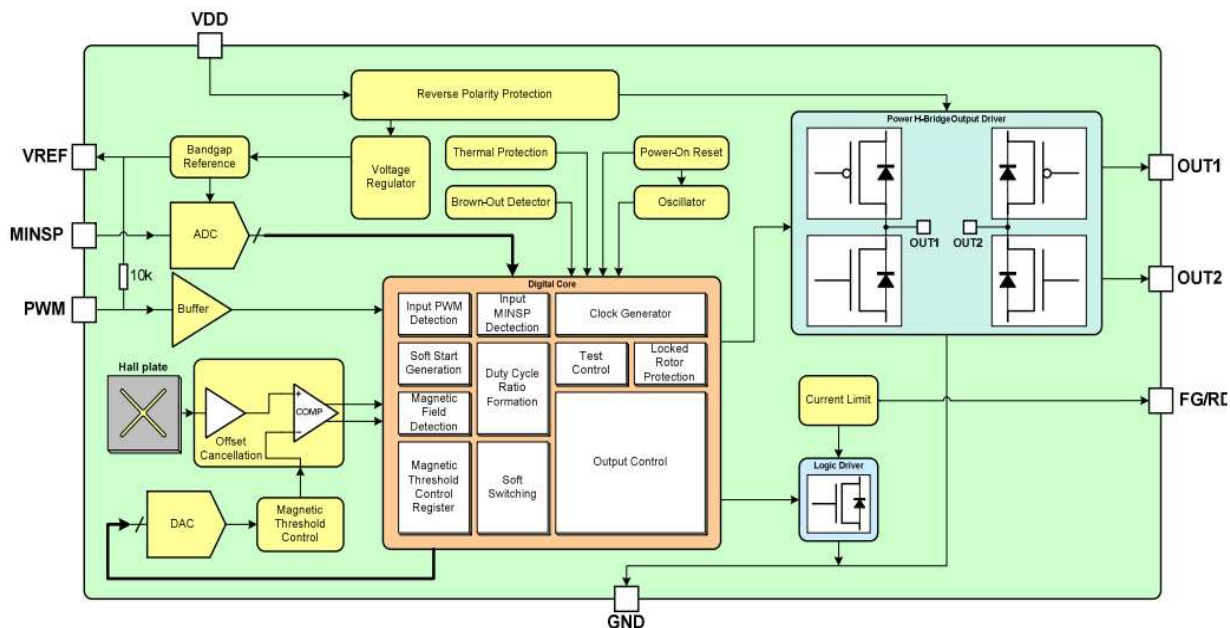 VDD
Reverse Polarity Protection
Power H-BridgeOutput Driver
VREF
Bandgap
Reference
Voltage
Regulator
Thermal Protection
Power-On Reset
Brown-Out Detector
Oscillator
OUT1
OUT1
OUT2
MINSP
ADC
10k
OUT2
PWM
Buffer
Digital Core
Input PWM
Detection
Input
MINSP
Dectection
Clock Generator
Soft Start
Generation
Duty Cycle
Ratio
Formation
Test
Control
Locked
Rotor
Protection
Hall plate
+
COMP
−
Offset
Cancellation
Magnetic
Field
Detection
Current Limit
FG/RD
Output Control
Magnetic
Threshold
Control
Register
Soft
Switching
Logic Driver
DAC
Magnetic
Threshold
Control
GND